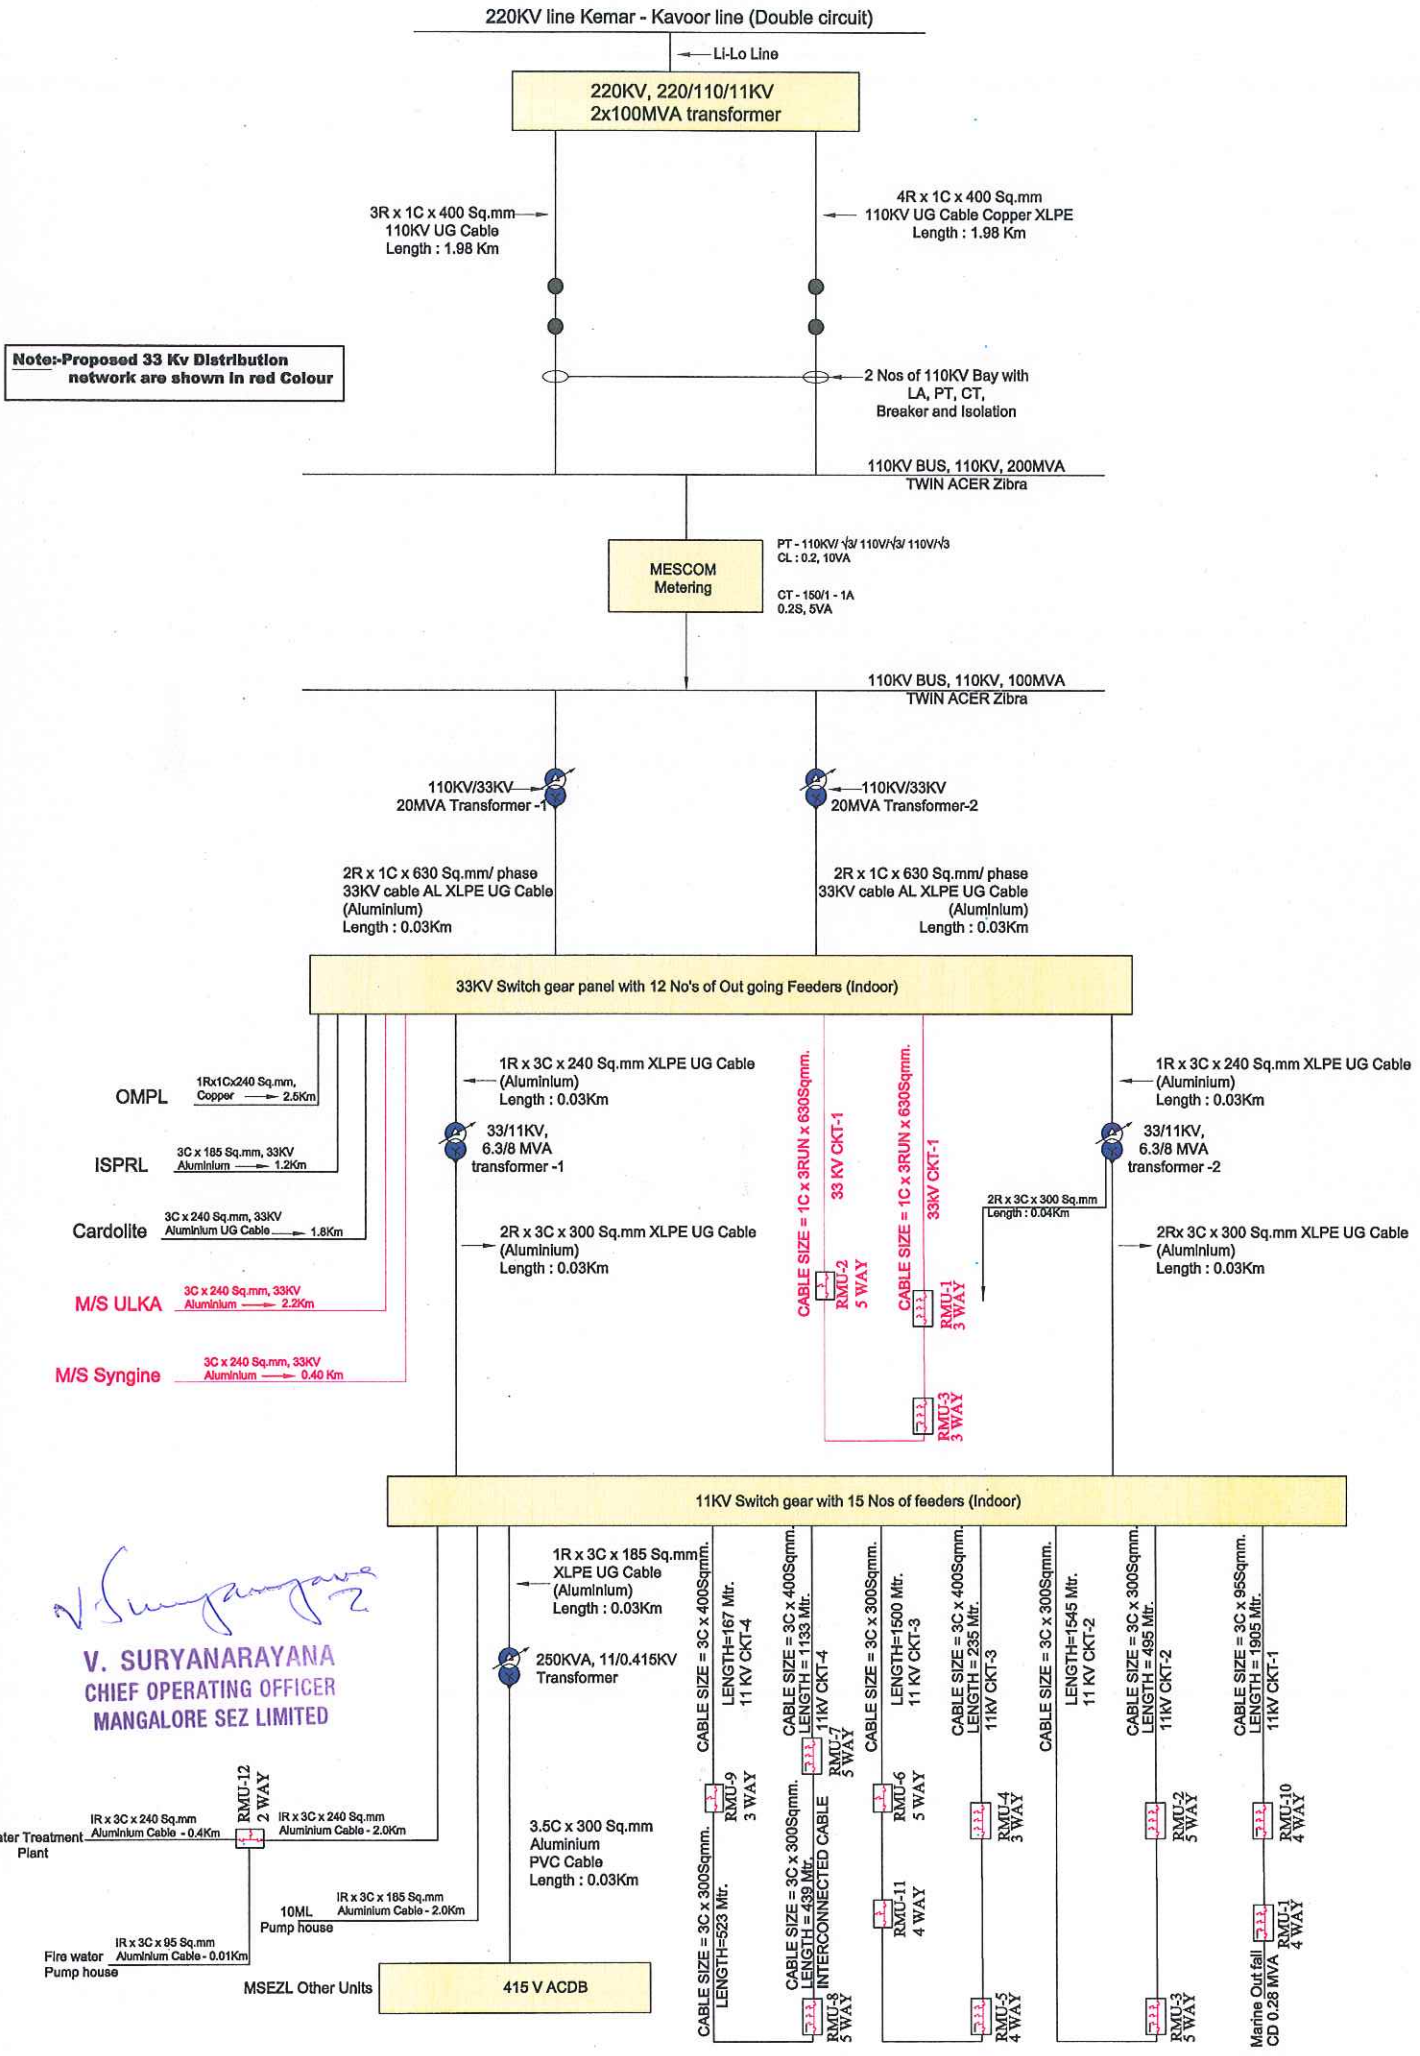 220KV line Kemar - Kavoor line (Double circuit)
Li-Lo Line
220KV, 220/110/11KV
2x100MVA transformer
3R x 1C x 400 Sq.mm
110KV UG Cable
Length : 1.98 Km
4R x 1C x 400 Sq.mm
110KV UG Cable Copper XLPE
Length : 1.98 Km
Note:-Proposed 33 Kv Distribution
network are shown in red Colour
2 Nos of 110KV Bay with
LA, PT, CT,
Breaker and Isolation
110KV BUS, 110KV, 200MVA
TWIN ACER Zibra
MESCOM
Metering
PT - 110KV/ √3/ 110V/√3/ 110V/√3
CL : 0.2, 10VA
CT - 150/1 - 1A
0.2S, 5VA
110KV BUS, 110KV, 100MVA
TWIN ACER Zibra
110KV/33KV
20MVA Transformer -1
110KV/33KV
20MVA Transformer-2
2R x 1C x 630 Sq.mm/ phase
33KV cable AL XLPE UG Cable
(Aluminium)
Length : 0.03Km
2R x 1C x 630 Sq.mm/ phase
33KV cable AL XLPE UG Cable
(Aluminium)
Length : 0.03Km
33KV Switch gear panel with 12 No's of Out going Feeders (Indoor)
OMPL
1Rx1Cx240 Sq.mm,
Copper 2.5Km
ISPRL
3C x 185 Sq.mm, 33KV
Aluminium 1.2Km
Cardolite
3C x 240 Sq.mm, 33KV
Aluminium UG Cable 1.8Km
M/S ULKA
3C x 240 Sq.mm, 33KV
Aluminium 2.2Km
M/S Syngine
3C x 240 Sq.mm, 33KV
Aluminium 0.40 Km
1R x 3C x 240 Sq.mm XLPE UG Cable
(Aluminium)
Length : 0.03Km
33/11KV,
6.3/8 MVA
transformer -1
2R x 3C x 300 Sq.mm XLPE UG Cable
(Aluminium)
Length : 0.03Km
CABLE SIZE = 1C x 3RUN x 630Sqmm.
33 KV CKT-1
RMU-2
5 WAY
CABLE SIZE = 1C x 3RUN x 630Sqmm.
33kV CKT-1
RMU-1
3 WAY
RMU-3
3 WAY
1R x 3C x 240 Sq.mm XLPE UG Cable
(Aluminium)
Length : 0.03Km
33/11KV,
6.3/8 MVA
transformer -2
2R x 3C x 300 Sq.mm
Length : 0.04Km
2Rx 3C x 300 Sq.mm XLPE UG Cable
(Aluminium)
Length : 0.03Km
11KV Switch gear with 15 Nos of feeders (Indoor)
V. SURYANARAYANA
CHIEF OPERATING OFFICER
MANGALORE SEZ LIMITED
1R x 3C x 185 Sq.mm
XLPE UG Cable
(Aluminium)
Length : 0.03Km
250KVA, 11/0.415KV
Transformer
3.5C x 300 Sq.mm
Aluminium
PVC Cable
Length : 0.03Km
RMU-12
2 WAY
IR x 3C x 240 Sq.mm
Aluminium Cable - 0.4Km
IR x 3C x 240 Sq.mm
Aluminium Cable - 2.0Km
ater Treatment
Plant
IR x 3C x 185 Sq.mm
Aluminium Cable - 2.0Km
10ML
Pump house
IR x 3C x 95 Sq.mm
Aluminium Cable - 0.01Km
Fire water
Pump house
MSEZL Other Units
415 V ACDB
CABLE SIZE = 3C x 400Sqmm.
LENGTH=167 Mtr.
11 KV CKT-4
RMU-9
3 WAY
CABLE SIZE = 3C x 300Sqmm.
LENGTH=523 Mtr.
CABLE SIZE = 3C x 400Sqmm.
LENGTH = 1133 Mtr.
11kV CKT-4
RMU-7
5 WAY
CABLE SIZE = 3C x 300Sqmm.
LENGTH = 439 Mtr.
INTERCONNECTED CABLE
RMU-8
5 WAY
CABLE SIZE = 3C x 300Sqmm.
LENGTH=1500 Mtr.
11 KV CKT-3
RMU-6
5 WAY
RMU-11
4 WAY
CABLE SIZE = 3C x 400Sqmm.
LENGTH = 235 Mtr.
11kV CKT-3
RMU-4
3 WAY
RMU-5
4 WAY
CABLE SIZE = 3C x 300Sqmm.
LENGTH=1545 Mtr.
11 KV CKT-2
CABLE SIZE = 3C x 300Sqmm.
LENGTH = 495 Mtr.
11kV CKT-2
RMU-2
5 WAY
RMU-3
5 WAY
CABLE SIZE = 3C x 95Sqmm.
LENGTH = 1905 Mtr.
11kV CKT-1
RMU-10
4 WAY
RMU-1
4 WAY
Marine Out fall
CD 0.28 MVA